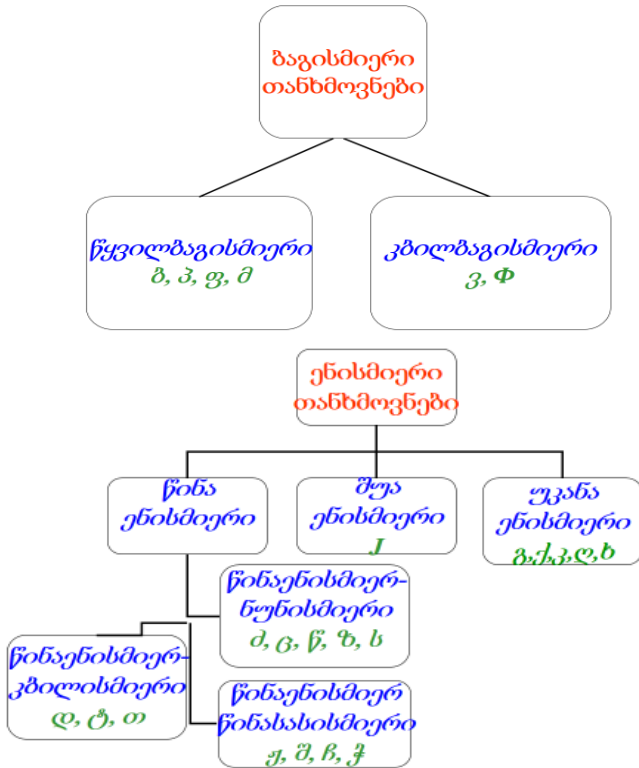 ბაგისმიერი
თანხმოვნები
წყვილბაგისმიერი
ბ, პ, ფ, მ
კბილბაგისმიერი
ვ, Ф
ენისმიერი
თანხმოვნები
წინა
ენისმიერი
შუა
ენისმიერი
J
უკანა
ენისმიერი
გ,ქ,კ,ღ,ხ
წინაენისმიერ-
ნუნისმიერი
ძ, ც, წ, ზ, ს
წინაენისმიერ-
კბილისმიერი
დ, ტ, თ
წინაენისმიერ
წინასასისმიერი
ჟ, შ, ჩ, ჭ